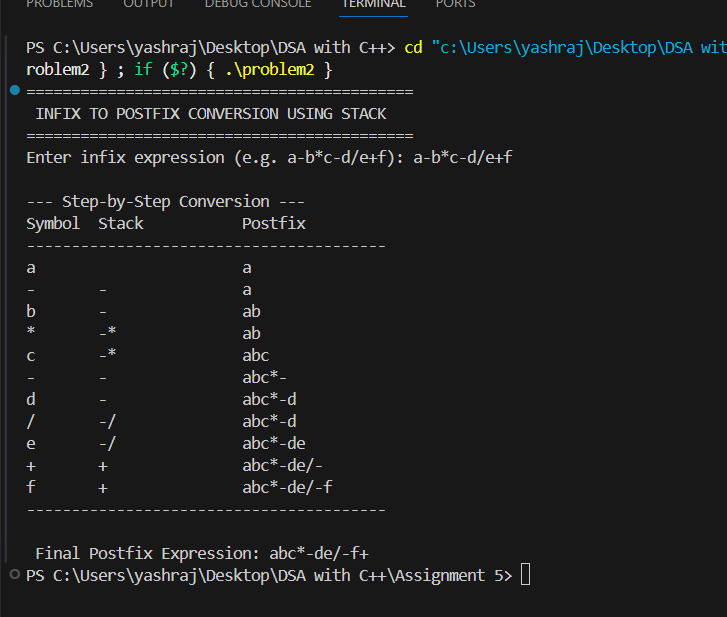 PROBLEMS OUTPUT DEBUG CONSOLE TERMINAL PORTS
PS C:\Users\yashraj\Desktop\DSA with C++> cd "c:\Users\yashraj\Desktop\DSA wit
roblem2 } ; if ($?) { .\problem2 }
===========================================
INFIX TO POSTFIX CONVERSION USING STACK
===========================================
Enter infix expression (e.g. a-b*c-d/e+f): a-b*c-d/e+f
--- Step-by-Step Conversion ---
Symbol Stack Postfix
----------------------------------------
a a
- - a
b - ab
* -* ab
c -* abc
- - abc*-
d - abc*-d
/ -/ abc*-d
e -/ abc*-de
+ + abc*-de/-
f + abc*-de/-f
----------------------------------------
Final Postfix Expression: abc*-de/-f+
PS C:\Users\yashraj\Desktop\DSA with C++\Assignment 5>